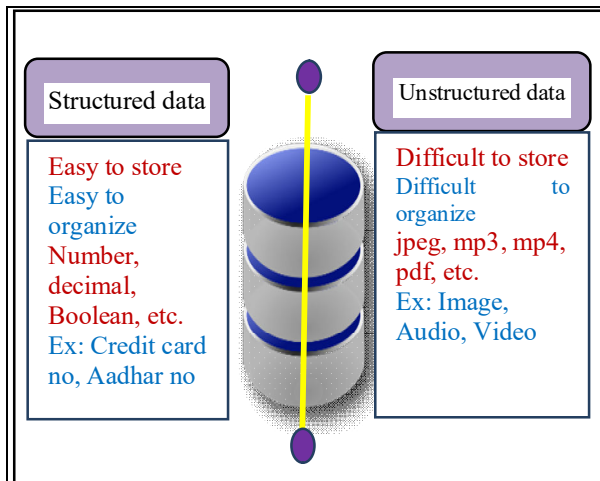 Structured data
Easy to store
Easy to
organize
Number,
decimal,
Boolean, etc.
Ex: Credit card
no, Aadhar no
Unstructured data
Difficult to store
Difficult to
organize
jpeg, mp3, mp4,
pdf, etc.
Ex: Image,
Audio, Video